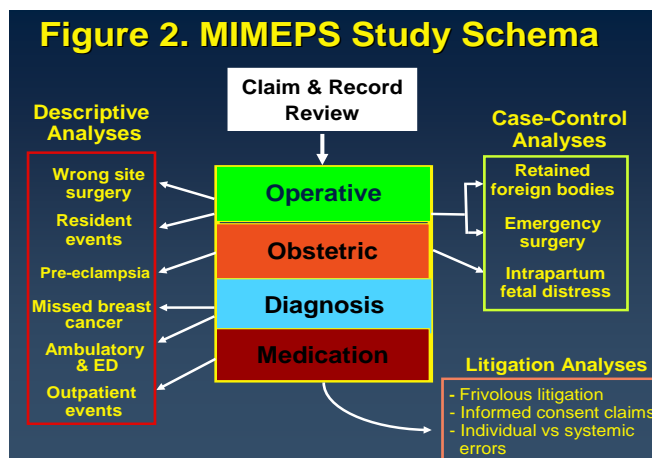 Figure 2. MIMEPS Study Schema
Claim & Record
Review
Descriptive
Analyses
Wrong site
surgery
Resident
events
Pre-eclampsia
Missed breast
cancer
Ambulatory
& ED
Outpatient
events
Operative
Obstetric
Diagnosis
Medication
Case-Control
Analyses
Retained
foreign bodies
Emergency
surgery
Intrapartum
fetal distress
Litigation Analyses
- Frivolous litigation
- Informed consent claims
- Individual vs systemic
errors